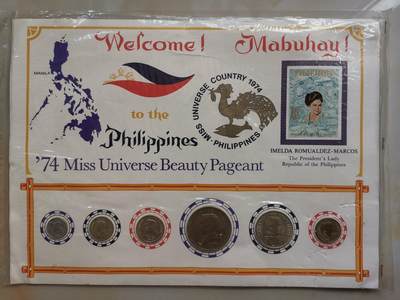 Welcome! Mabuhay!
MANILA
to the
Philippines
MISS UNIVERSE COUNTRY 1974
PHILIPPINES
IMELDA ROMUALDEZ-MARCOS
The President's Lady
Republic of the Philippines
'74 Miss Universe Beauty Pageant